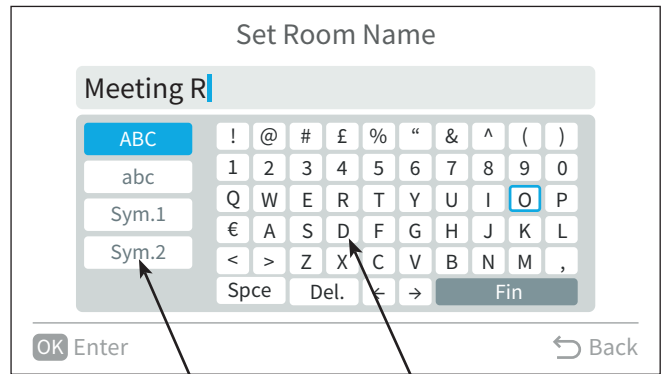 Set Room Name
Meeting R
ABC
abc
Sym.1
Sym.2
! @ # £ % “ & ^ ( )
1 2 3 4 5 6 7 8 9 0
Q W E R T Y U I O P
€ A S D F G H J K L
< > Z X C V B N M ,
Spce Del. ← → Fin
OK Enter
Back